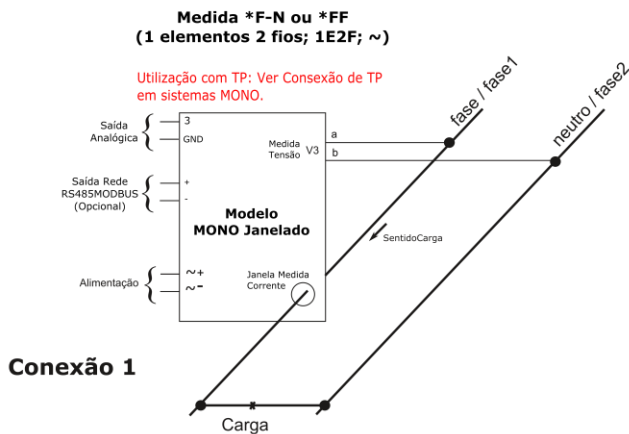 Medida *F-N ou *FF
(1 elementos 2 fios; 1E2F; ~)
Utilização com TP: Ver Consexão de TP
em sistemas MONO.
fase / fase1
neutro / fase2
Saída
Analógica
3
GND
Medida
Tensão
V3
a
b
Saída Rede
RS485MODBUS
(Opcional)
+
-
Modelo
MONO Janelado
SentidoCarga
Alimentação
~+
~-
Janela Medida
Corrente
Conexão 1
Carga